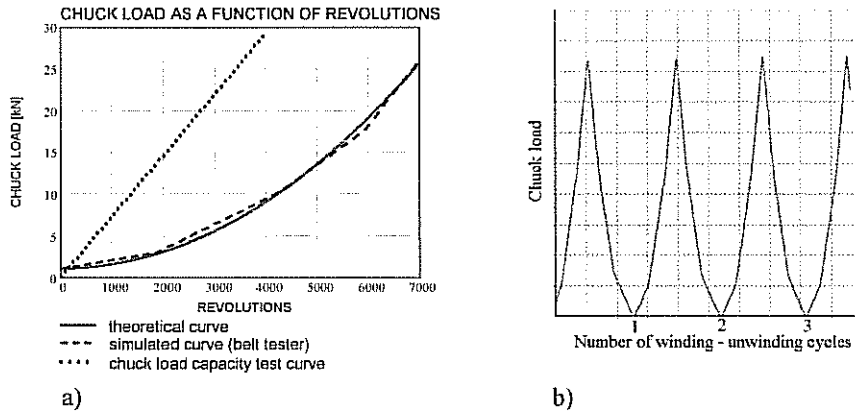 CHUCK LOAD AS A FUNCTION OF REVOLUTIONS
CHUCK LOAD [kN]
30
25
20
15
10
5
0
0 1000 2000 3000 4000 5000 6000 7000
REVOLUTIONS
theoretical curve
simulated curve (belt tester)
chuck load capacity test curve
a)
Chuck load
1 2 3
Number of winding - unwinding cycles
b)